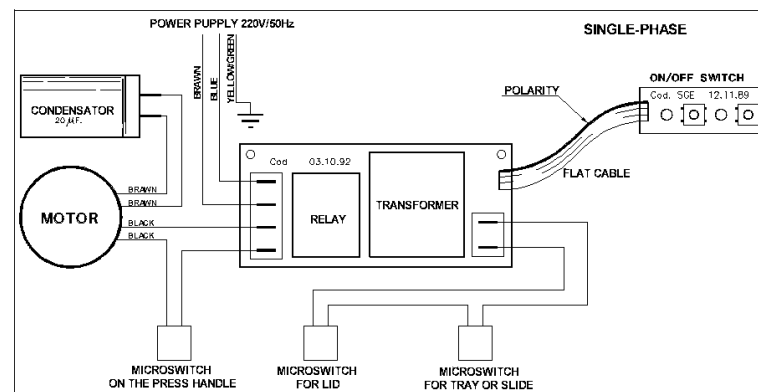 POWER PUPPLY 220V/50Hz
SINGLE-PHASE
BRAWN
BLUE
YELLOW/GREEN
CONDENSATOR
20µF.
POLARITY
ON/OFF SWITCH
Cod. SGE 12.11.89
Cod 03.10.92
FLAT CABLE
MOTOR
BRAWN
BRAWN
BLACK
BLACK
RELAY
TRANSFORMER
MICROSWITCH
ON THE PRESS HANDLE
MICROSWITCH
FOR LID
MICROSWITCH
FOR TRAY OR SLIDE